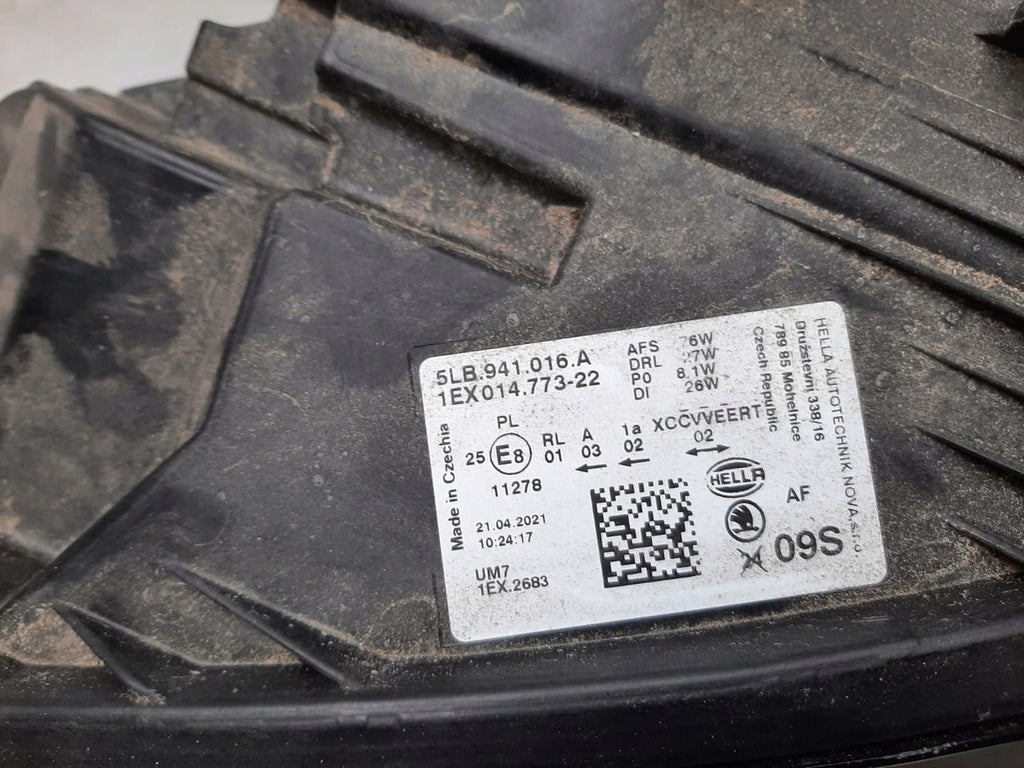 5LB.941.016.A
1EX014.773-22
AFS 76W
DRL 27W
P0 8.1W
DI 26W
HELLA AUTOTECHNIK NOVA,s.r.o
Družstevní 338/16
789 85 Mohelnice
Czech Republic
Made in Czechia
PL
25 E8
11278
RL
01
A
03
1a
02
XCCVVEERT
02
21.04.2021
10:24:17
UM7
1EX.2683
HELLA
AF
09S